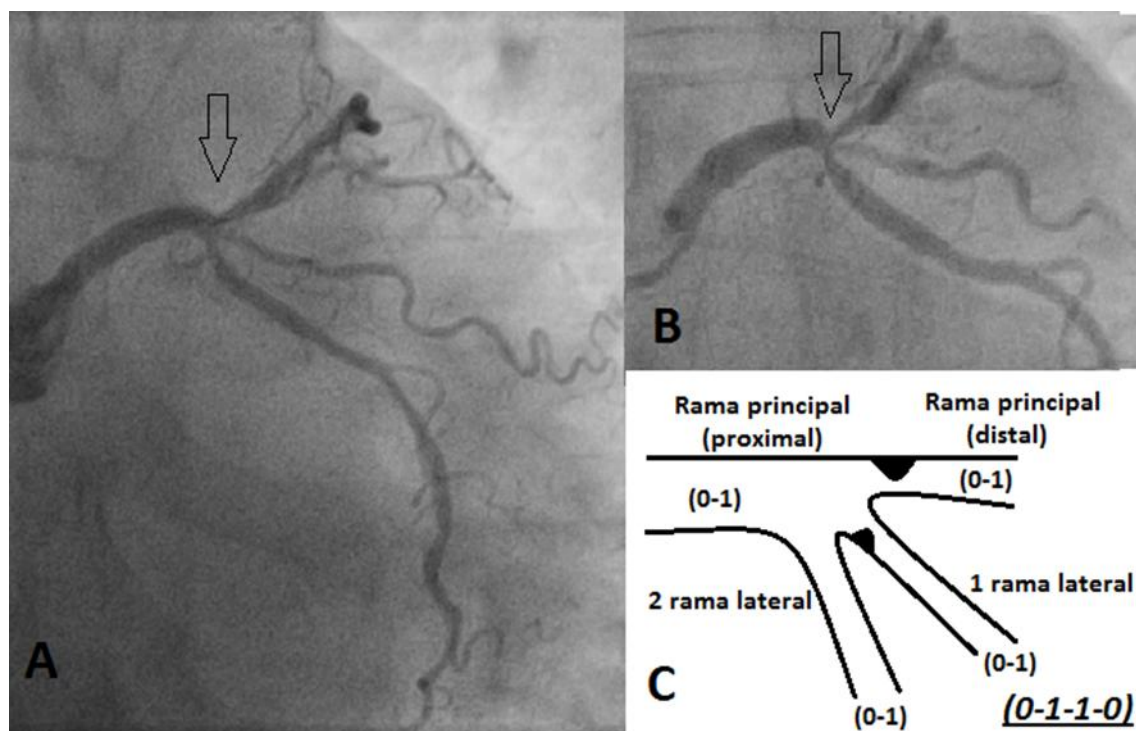 A
B
Rama principal
(proximal)
Rama principal
(distal)
(0-1)
(0-1)
2 rama lateral
1 rama lateral
(0-1)
(0-1)
C
(0-1-1-0)